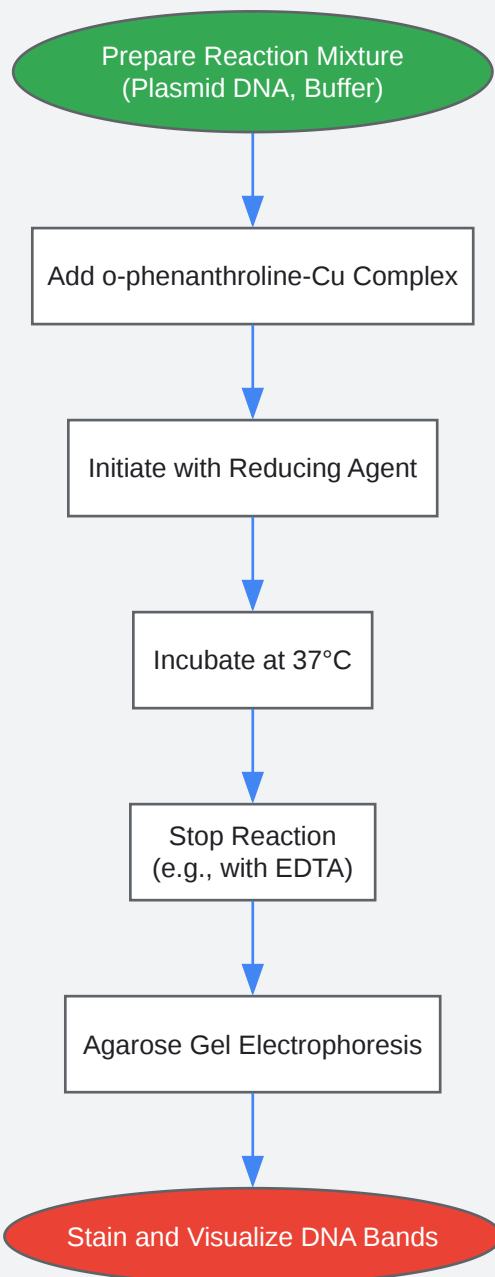 Prepare Reaction Mixture
(Plasmid DNA, Buffer)
Add o-phenanthroline-Cu Complex
Initiate with Reducing Agent
Incubate at 37°C
Stop Reaction
(e.g., with EDTA)
Agarose Gel Electrophoresis
Stain and Visualize DNA Bands